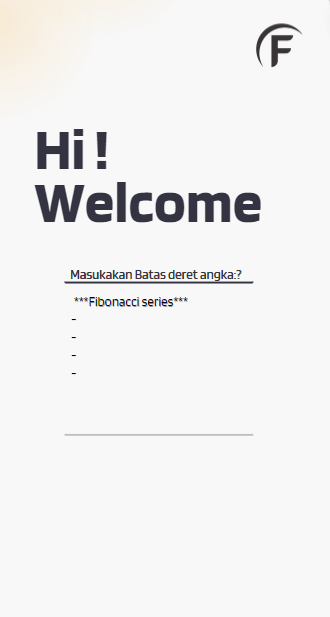 F
Hi !
Welcome
Masukakan Batas deret angka:?
***Fibonacci series***
-
-
-
-